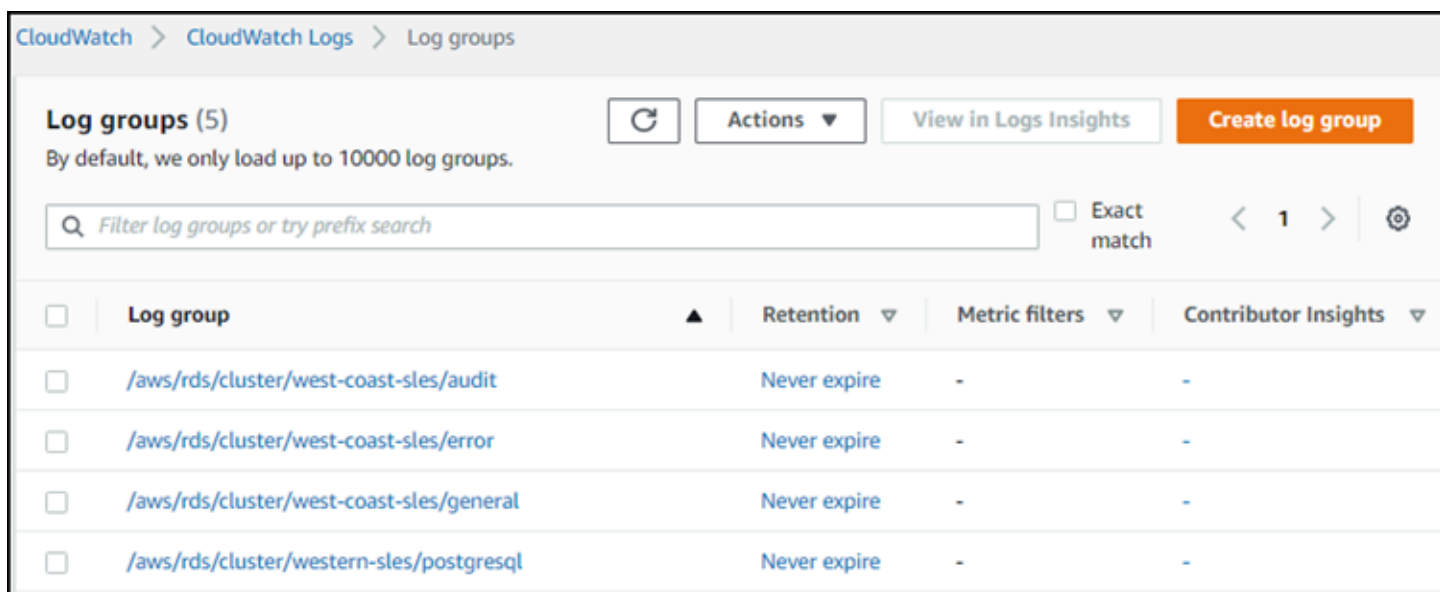 CloudWatch > CloudWatch Logs > Log groups
Log groups (5)
Actions
View in Logs Insights
Create log group
By default, we only load up to 10000 log groups.
Filter log groups or try prefix search
Exact
match
1
Log group
Retention
Metric filters
Contributor Insights
/aws/rds/cluster/west-coast-sles/audit Never expire - -
/aws/rds/cluster/west-coast-sles/error Never expire - -
/aws/rds/cluster/west-coast-sles/general Never expire - -
/aws/rds/cluster/western-sles/postgresql Never expire - -